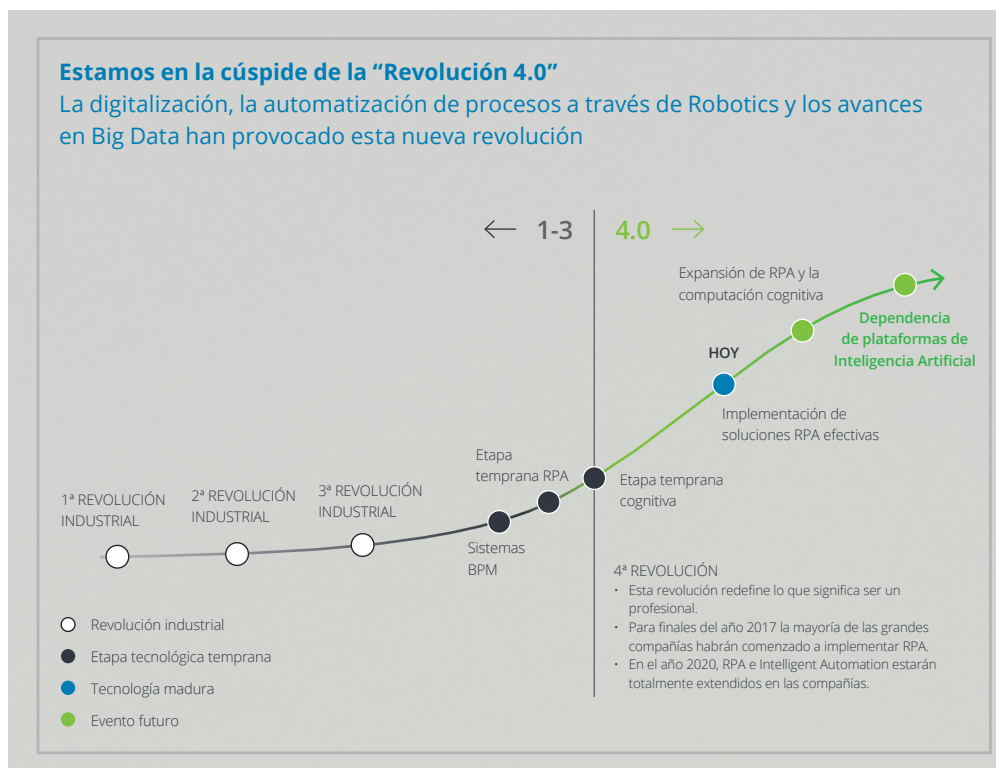 Estamos en la cúspide de la “Revolución 4.0”
La digitalización, la automatización de procesos a través de Robotics y los avances
en Big Data han provocado esta nueva revolución
1-3
4.0
Expansión de RPA y la
computación cognitiva
Dependencia
de plataformas de
Inteligencia Artificial
HOY
Implementación de
soluciones RPA efectivas
Etapa
temprana RPA
Etapa temprana
cognitiva
1ª REVOLUCIÓN
INDUSTRIAL
2ª REVOLUCIÓN
INDUSTRIAL
3ª REVOLUCIÓN
INDUSTRIAL
Sistemas
BPM
Revolución industrial
Etapa tecnológica temprana
Tecnología madura
Evento futuro
4ª REVOLUCIÓN
· Esta revolución redefine lo que significa ser un
profesional.
· Para finales del año 2017 la mayoría de las grandes
compañías habrán comenzado a implementar RPA.
· En el año 2020, RPA e Intelligent Automation estarán
totalmente extendidos en las compañías.